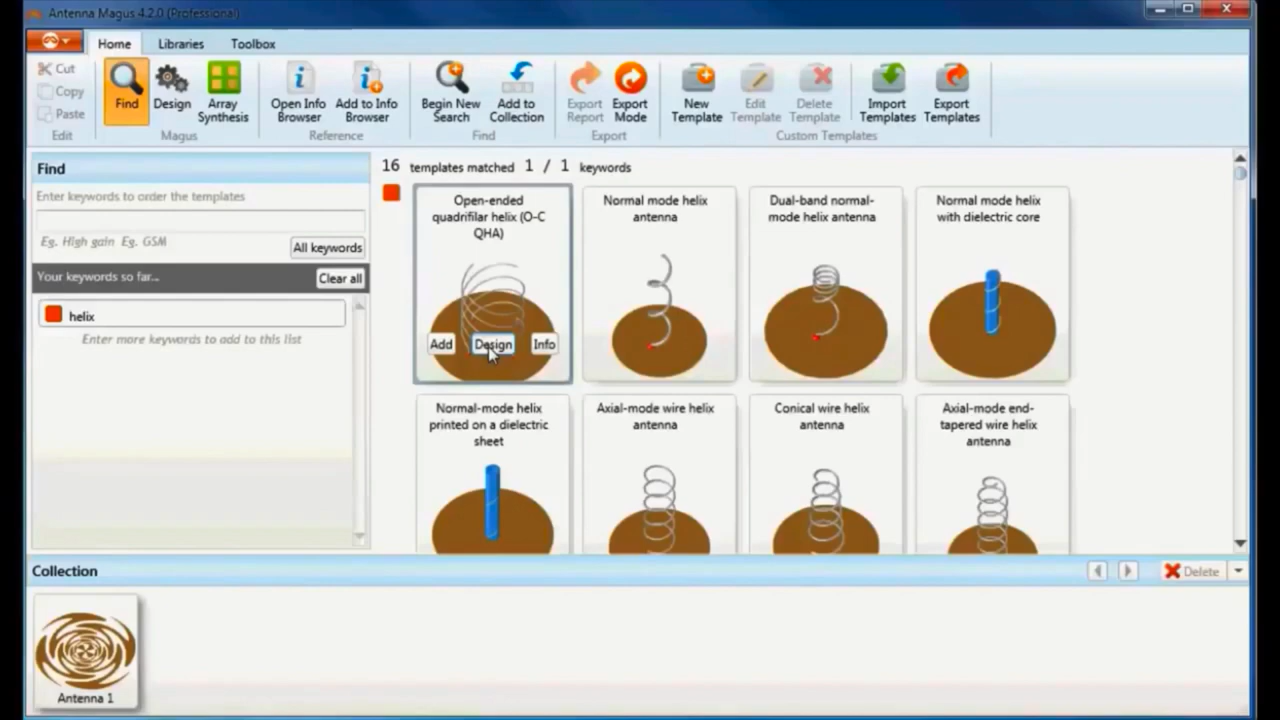 Antenna Magus 4.2.0 (Professional)
Home Libraries Toolbox
Cut
Copy
Paste
Edit
Find
Design
Array
Synthesis
Magus
Open Info
Browser
Add to Info
Browser
Reference
Begin New
Search
Add to
Collection
Find
Export
Report
Export
Mode
Export
New
Template
Edit
Template
Delete
Template
Import
Templates
Export
Templates
Custom Templates
Find
Enter keywords to order the templates
Eg. High gain Eg. GSM
All keywords
Your keywords so far...
Clear all
helix
Enter more keywords to add to this list
16 templates matched 1 / 1 keywords
Open-ended
quadrifilar helix (O-C
QHA)
Add Design Info
Normal mode helix
antenna
Dual-band normal-
mode helix antenna
Normal mode helix
with dielectric core
Normal-mode helix
printed on a dielectric
sheet
Axial-mode wire helix
antenna
Conical wire helix
antenna
Axial-mode end-
tapered wire helix
antenna
Collection
Delete
Antenna 1